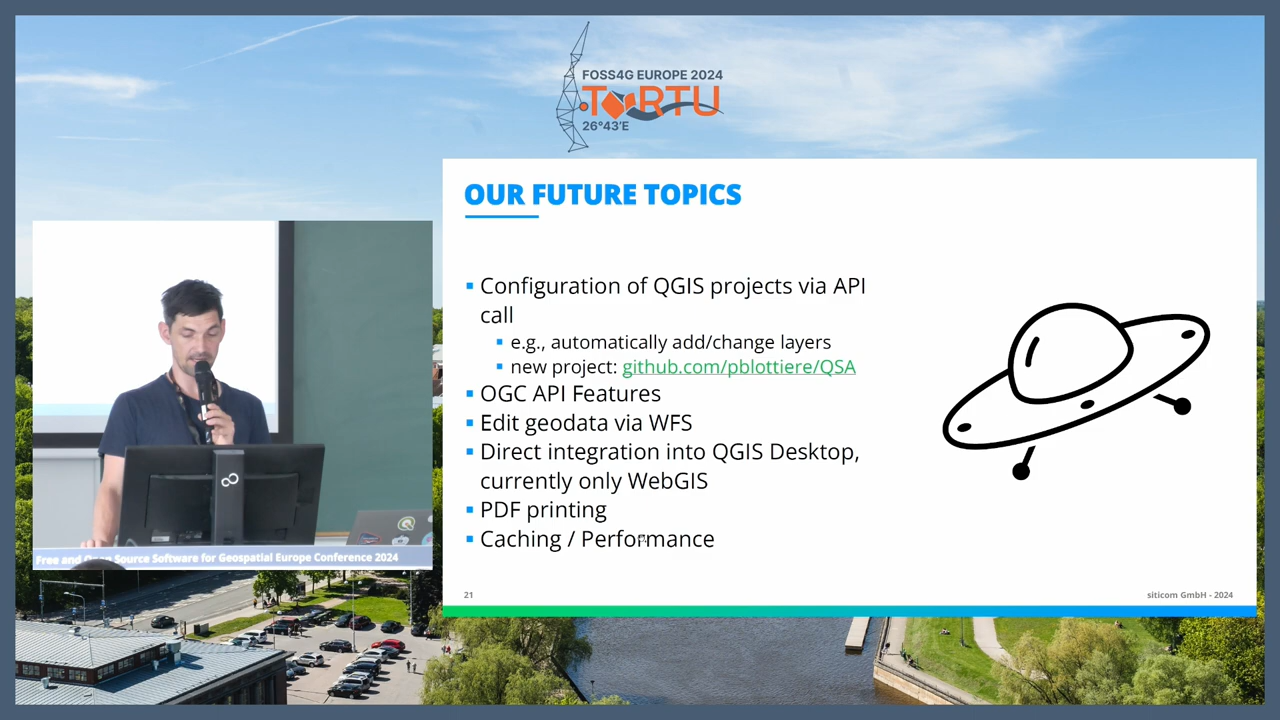 FOSS4G EUROPE 2024
TORTU
26°43'E
OUR FUTURE TOPICS
▪ Configuration of QGIS projects via API
call
▪ e.g., automatically add/change layers
▪ new project: github.com/pblottiere/QSA
▪ OGC API Features
▪ Edit geodata via WFS
▪ Direct integration into QGIS Desktop,
currently only WebGIS
▪ PDF printing
▪ Caching / Performance
21
siticom GmbH - 2024
Free and Open Source Software for Geospatial Europe Conference 2024